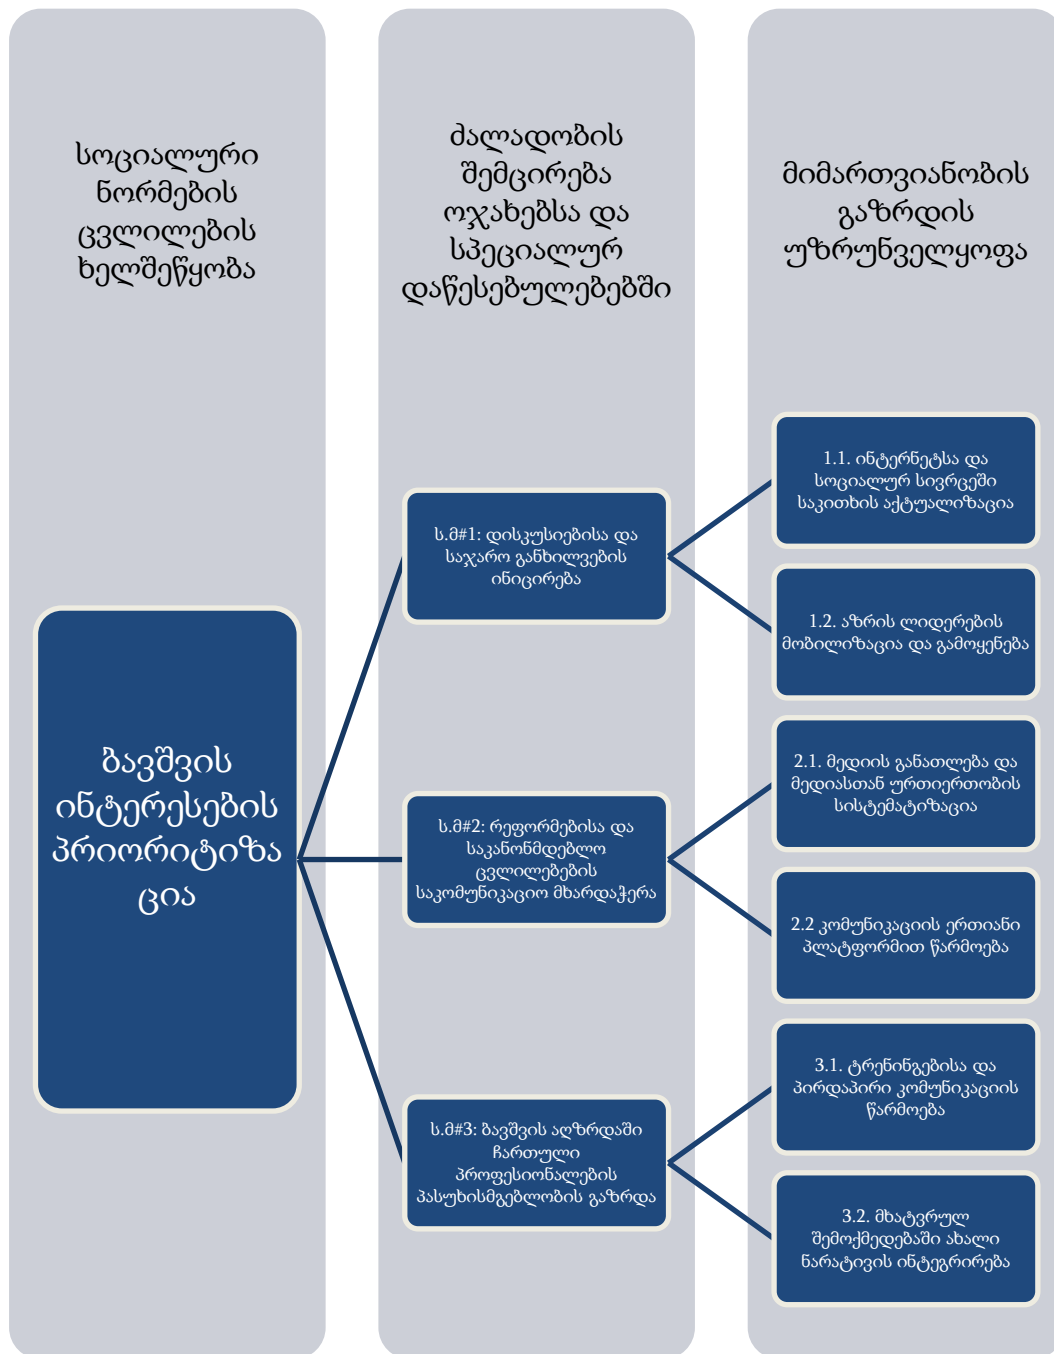 სოციალური
ნორმების
ცვლილების
ხელშეწყობა
ძალადობის
შემცირება
ოჯახებსა და
სპეციალურ
დაწესებულებებში
მიმართვიანობის
გაზრდის
უზრუნველყოფა
ბავშვის
ინტერესების
პრიორიტიზა
ცია
ს.მ#1: დისკუსიებისა და
საჯარო განხილვების
ინიცირება
1.1. ინტერნეტსა და
სოციალურ სივრცეში
საკითხის აქტუალიზაცია
1.2. აზრის ლიდერების
მობილიზაცია და გამოყენება
ს.მ#2: რეფორმებისა და
საკანონმდებლო
ცვლილებების
საკომუნიკაციო მხარდაჭერა
2.1. მედიის განათლება და
მედიასთან ურთიერთობის
სისტემატიზაცია
2.2 კომუნიკაციის ერთიანი
პლატფორმით წარმოება
ს.მ#3: ბავშვის აღზრდაში
ჩართული
პროფესიონალების
პასუხისმგებლობის გაზრდა
3.1. ტრენინგებისა და
პირდაპირი კომუნიკაციის
წარმოება
3.2. მხატვრულ
შემოქმედებაში ახალი
ნარატივის ინტეგრირება